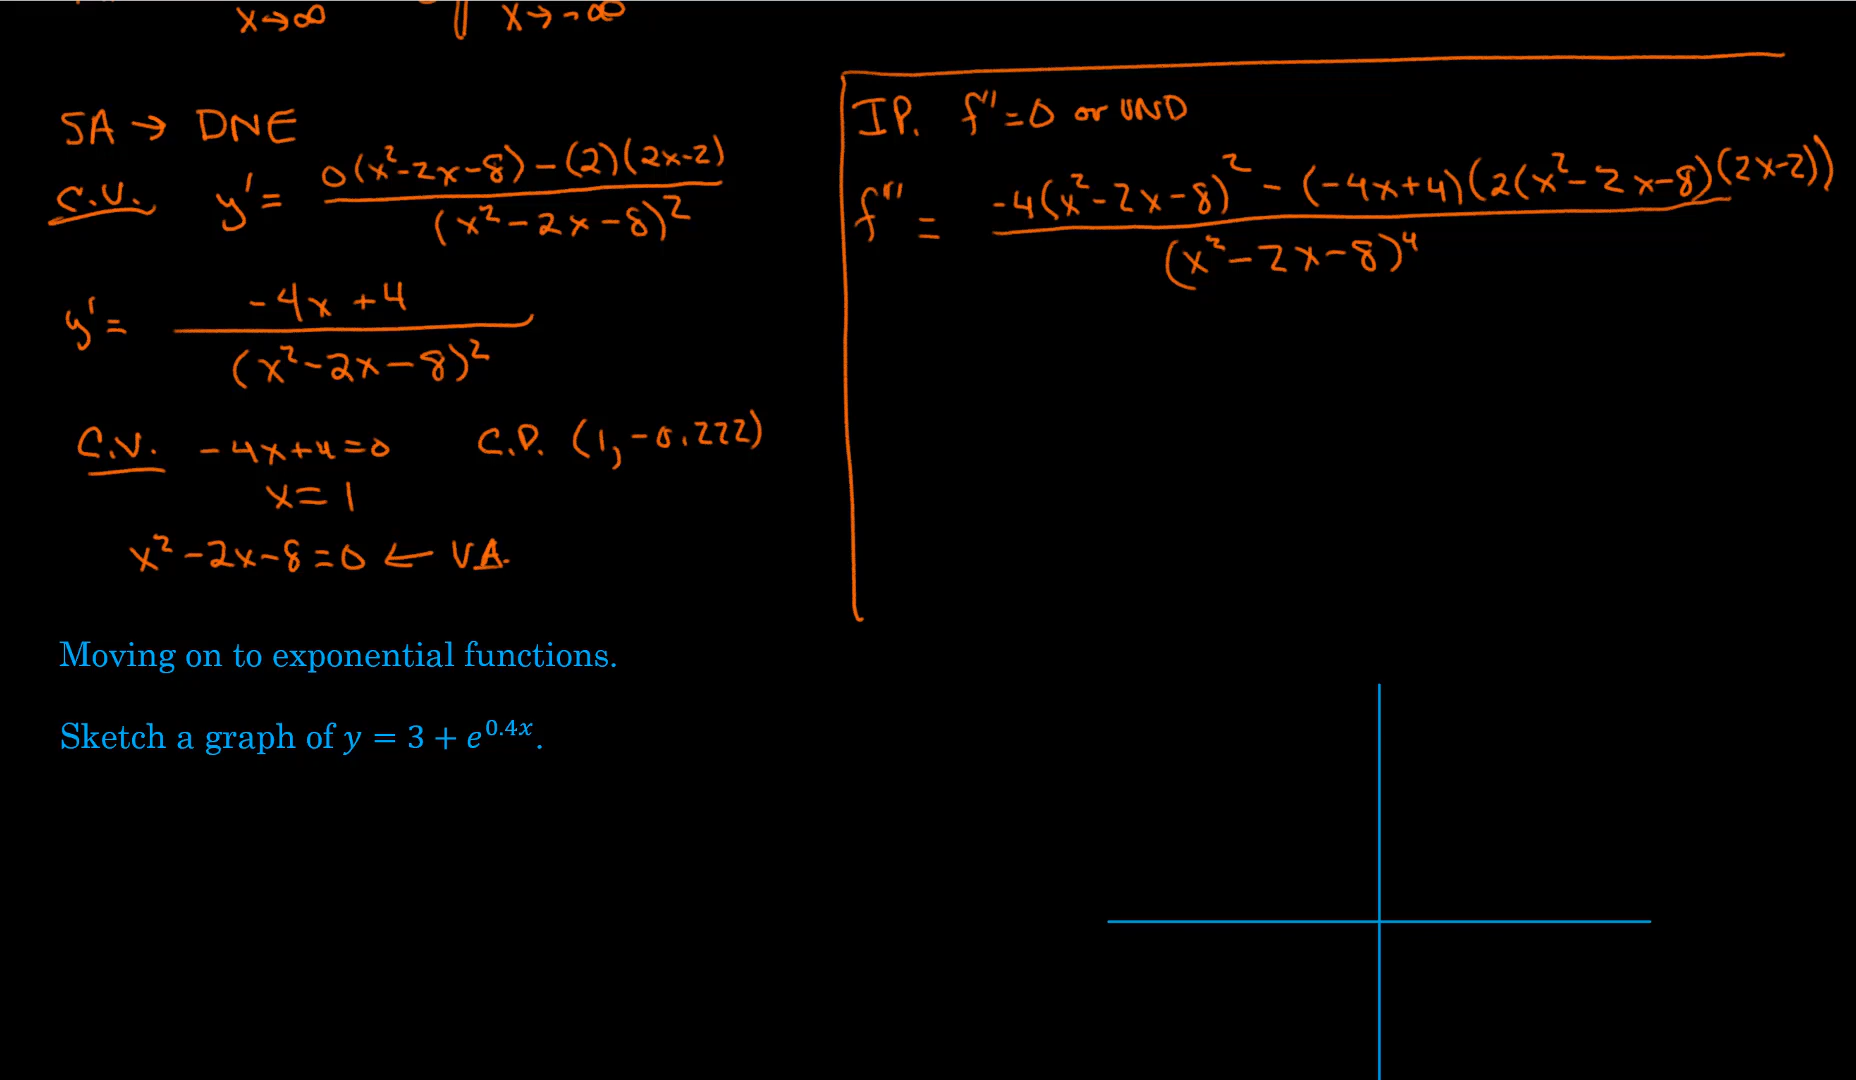 x→∞ x→-∞
SA → DNE
C.V. y' = 0(x²-2x-8) - (2)(2x-2) / (x²-2x-8)²
y' = -4x+4 / (x²-2x-8)²
C.V. -4x+4=0 C.P. (1, -0.222)
x = 1
x²-2x-8=0 ← VA.
IP. f''=0 or UND
f'' = -4(x²-2x-8)² - (-4x+4)(2(x²-2x-8)(2x-2)) / (x²-2x-8)⁴
Moving on to exponential functions.
Sketch a graph of y = 3 + e^{0.4x}.